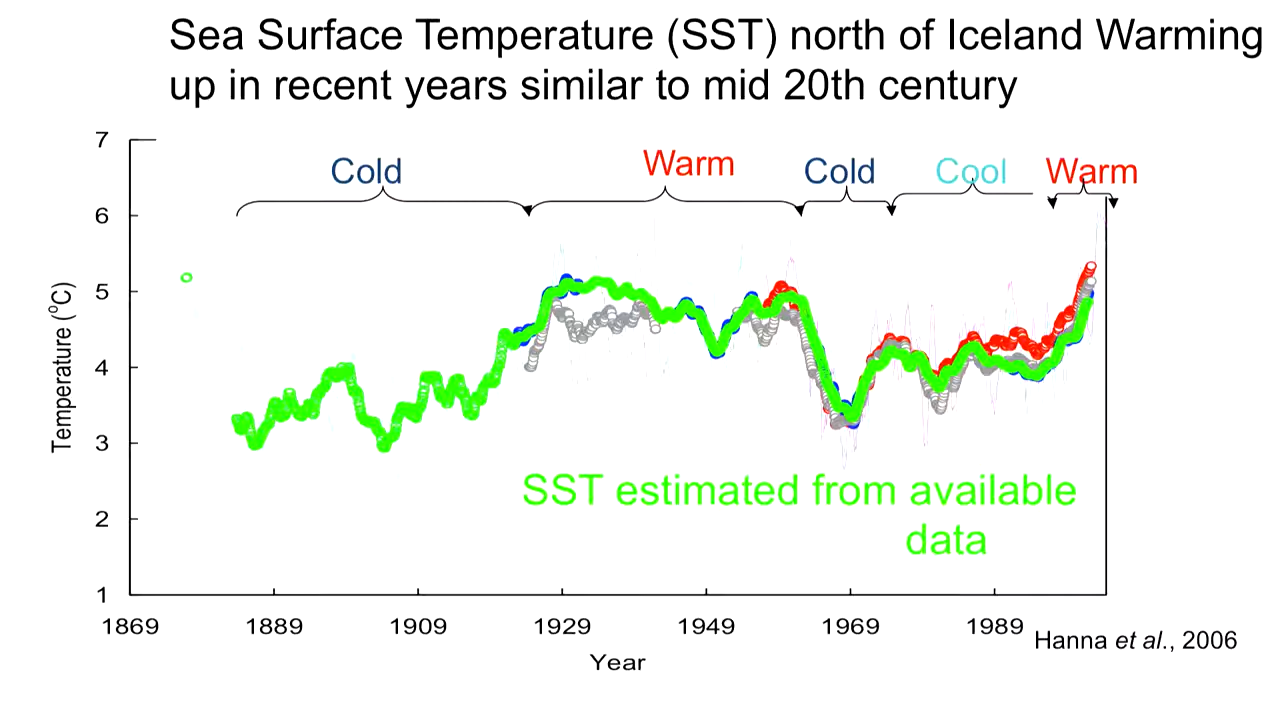 Sea Surface Temperature (SST) north of Iceland Warming
up in recent years similar to mid 20th century
7
Cold
Warm
Cold
Cool
Warm
6
5
4
3
2
1
Temperature (⁰C)
SST estimated from available
data
1869
1889
1909
1929
1949
1969
1989
Year
Hanna et al., 2006